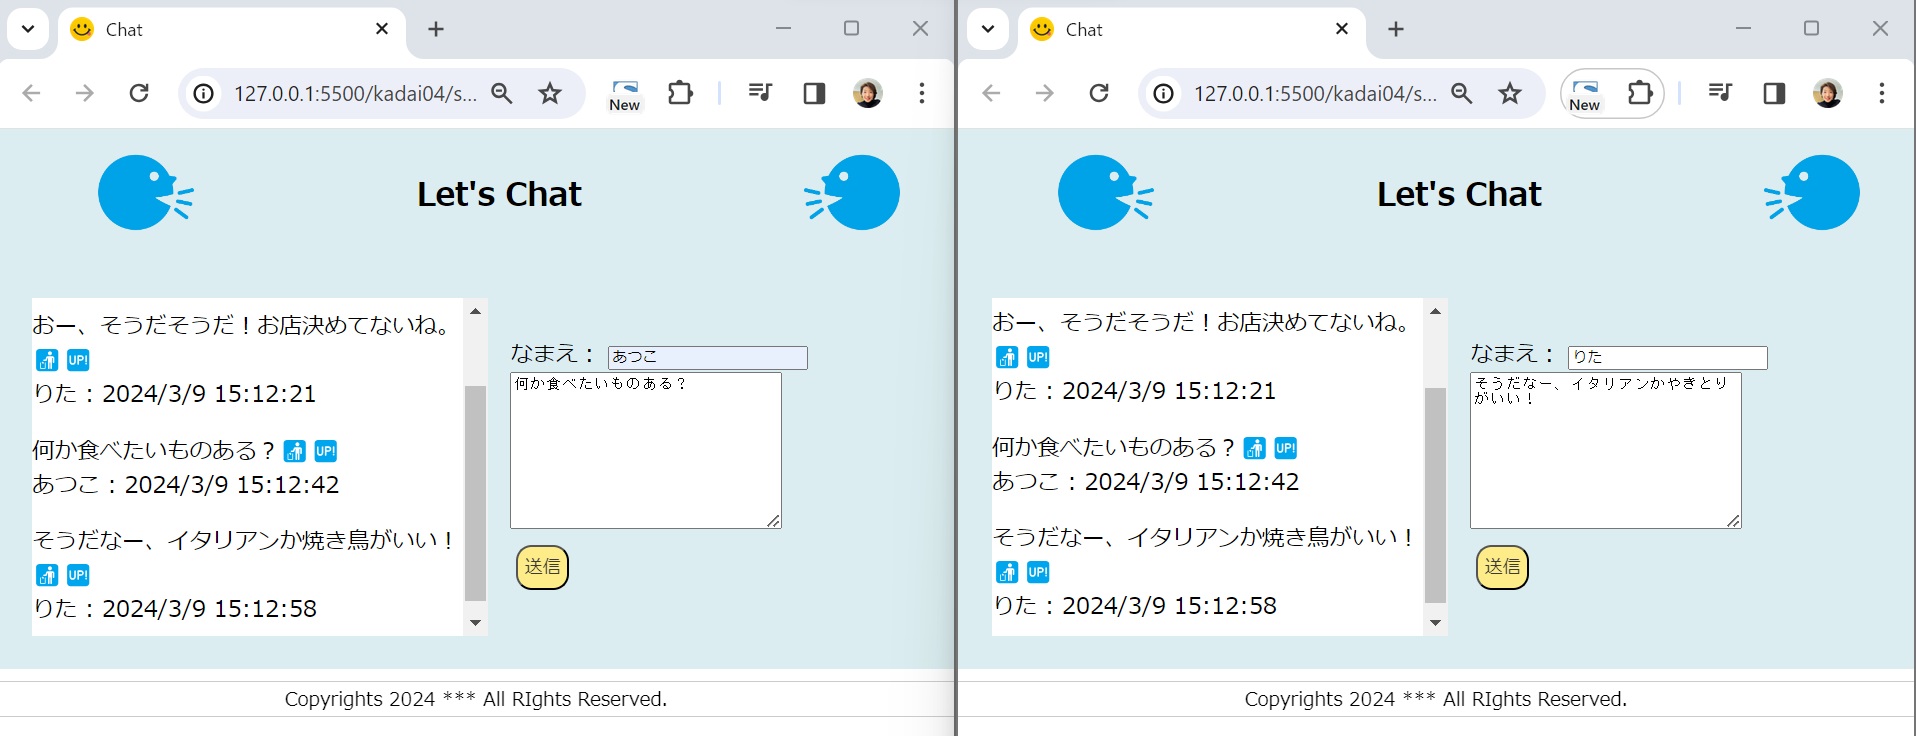 Chat
127.0.0.1:5500/kadai04/s...
New
Let's Chat
おー、そうだそうだ！お店決めてないね。
UP!
りた：2024/3/9 15:12:21
何か食べたいものある？ UP!
あつこ：2024/3/9 15:12:42
そうだなー、イタリアンか焼き鳥がいい！
UP!
りた：2024/3/9 15:12:58
なまえ： あつこ
何か食べたいものある？
送信
Copyrights 2024 *** All RIghts Reserved.
Chat
127.0.0.1:5500/kadai04/s...
New
Let's Chat
おー、そうだそうだ！お店決めてないね。
UP!
りた：2024/3/9 15:12:21
何か食べたいものある？ UP!
あつこ：2024/3/9 15:12:42
そうだなー、イタリアンか焼き鳥がいい！
UP!
りた：2024/3/9 15:12:58
なまえ： りた
そうだなー、イタリアンかやきとり
がいい！
送信
Copyrights 2024 *** All RIghts Reserved.